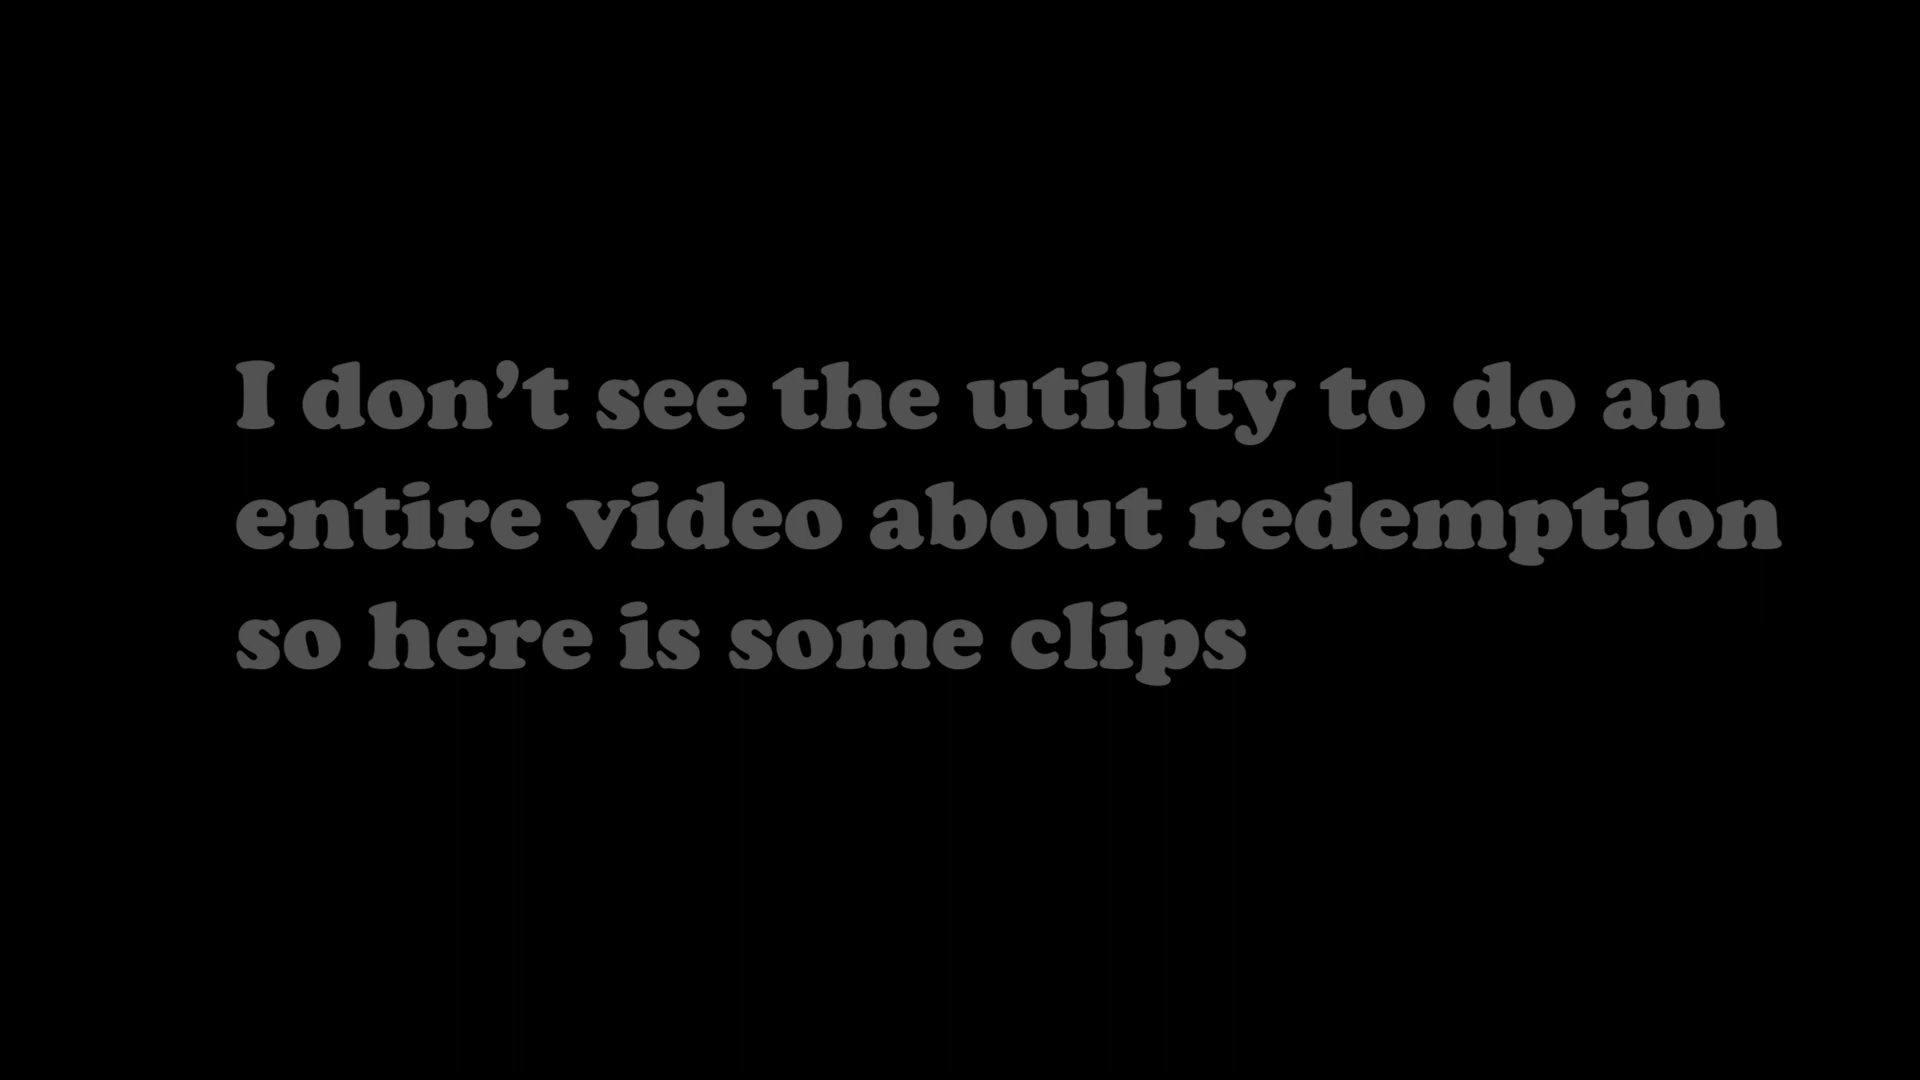 I don’t see the utility to do an
entire video about redemption
so here is some clips